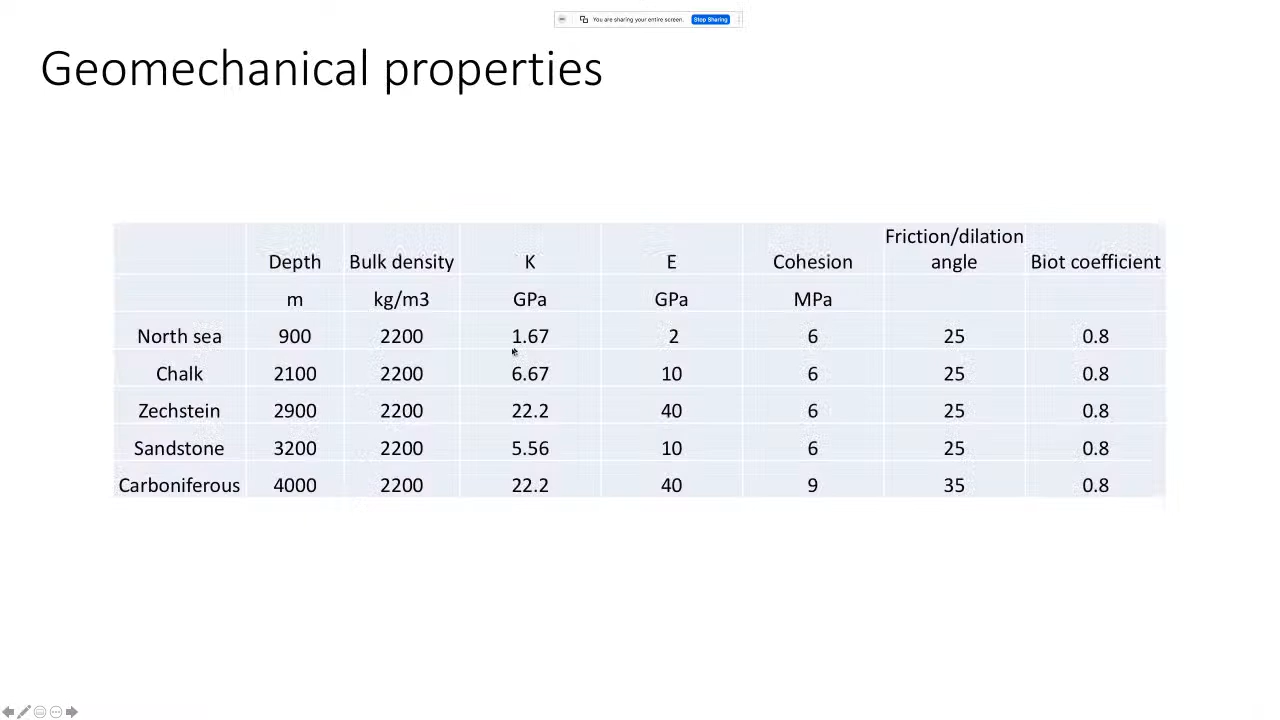 You are sharing your entire screen. Stop Sharing
Geomechanical properties
Friction/dilation
Depth Bulk density K E Cohesion angle Biot coefficient
m kg/m3 GPa GPa MPa
North sea 900 2200 1.67 2 6 25 0.8
Chalk 2100 2200 6.67 10 6 25 0.8
Zechstein 2900 2200 22.2 40 6 25 0.8
Sandstone 3200 2200 5.56 10 6 25 0.8
Carboniferous 4000 2200 22.2 40 9 35 0.8